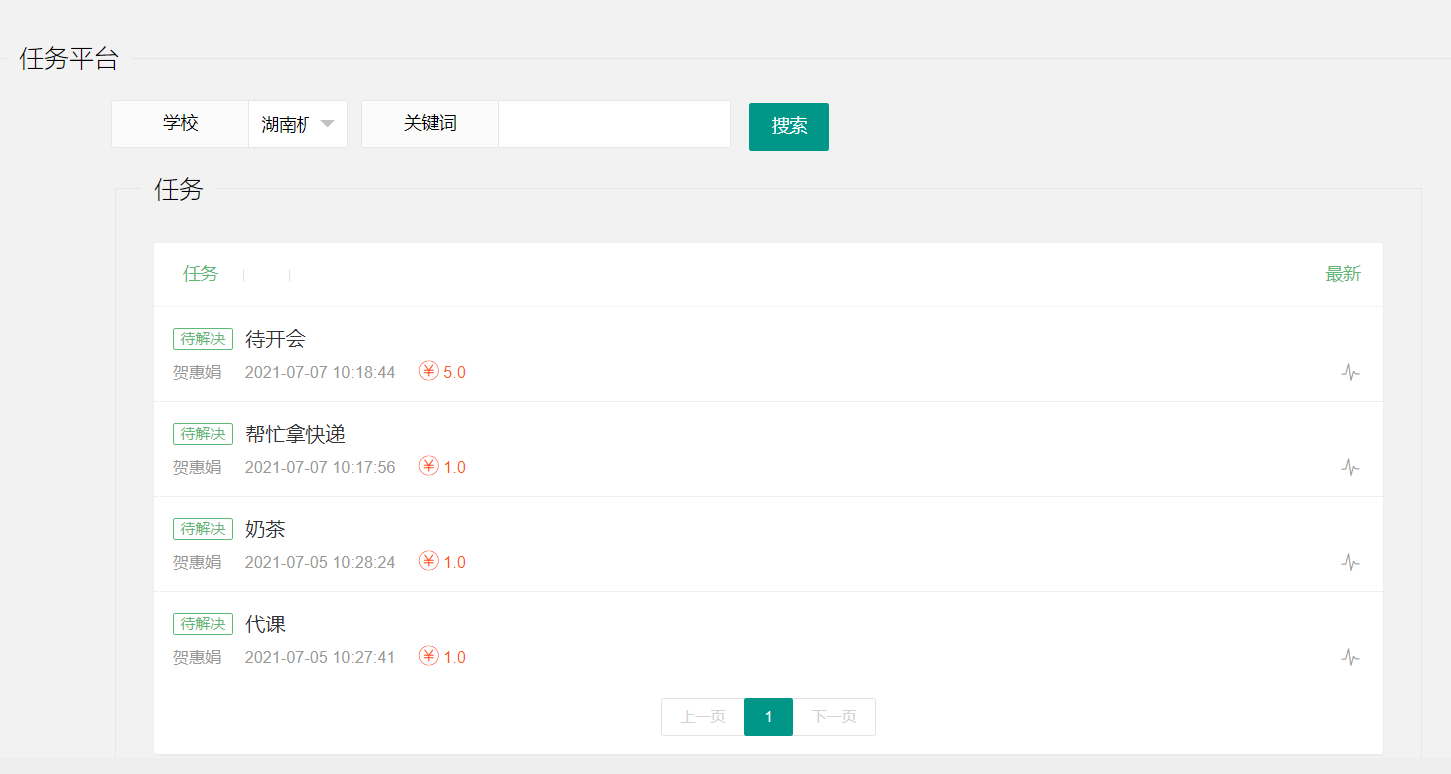 任务平台
学校 湖南机 关键词 搜索
任务
任务 最新
待解决 待开会
贺惠娟 2021-07-07 10:18:44 ¥ 5.0
待解决 帮忙拿快递
贺惠娟 2021-07-07 10:17:56 ¥ 1.0
待解决 奶茶
贺惠娟 2021-07-05 10:28:24 ¥ 1.0
待解决 代课
贺惠娟 2021-07-05 10:27:41 ¥ 1.0
上一页 1 下一页